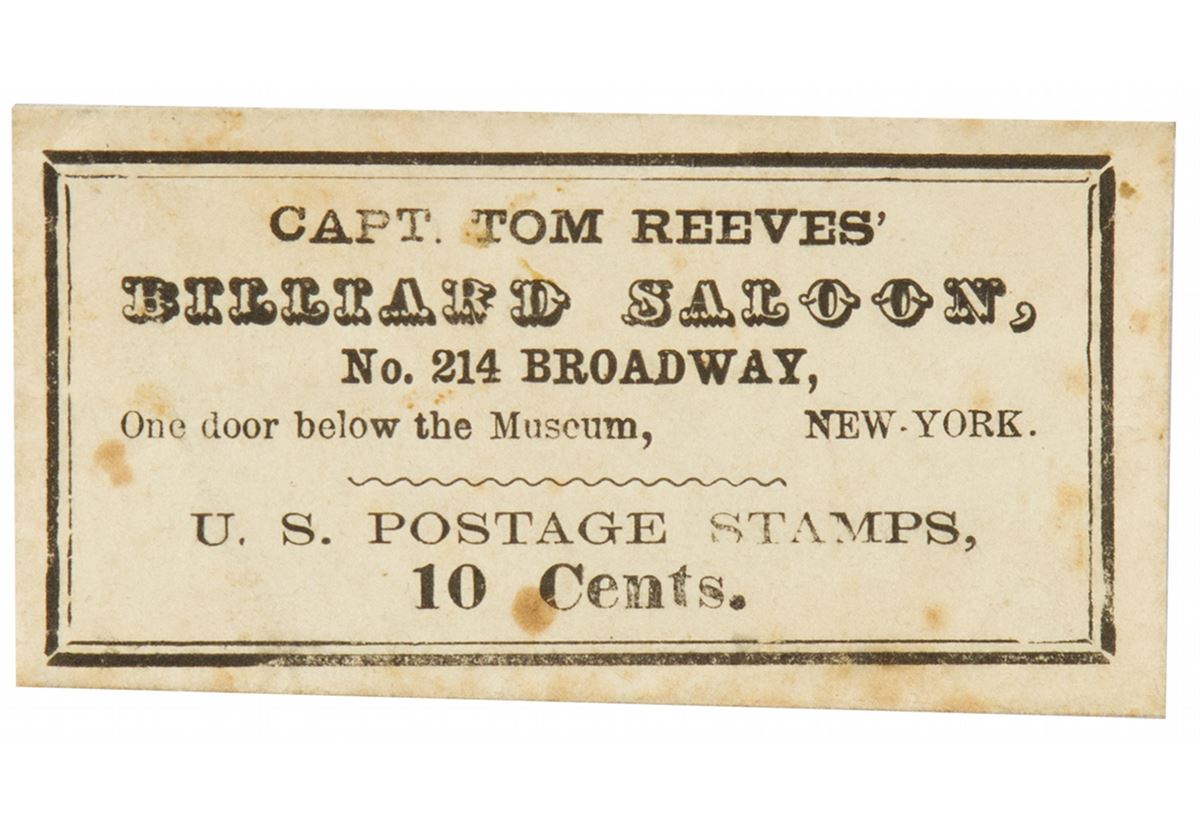 CAPT. TOM REEVES'
BILLIARD SALOON,
No. 214 BROADWAY,
One door below the Museum, NEW-YORK.
U. S. POSTAGE STAMPS,
10 Cents.